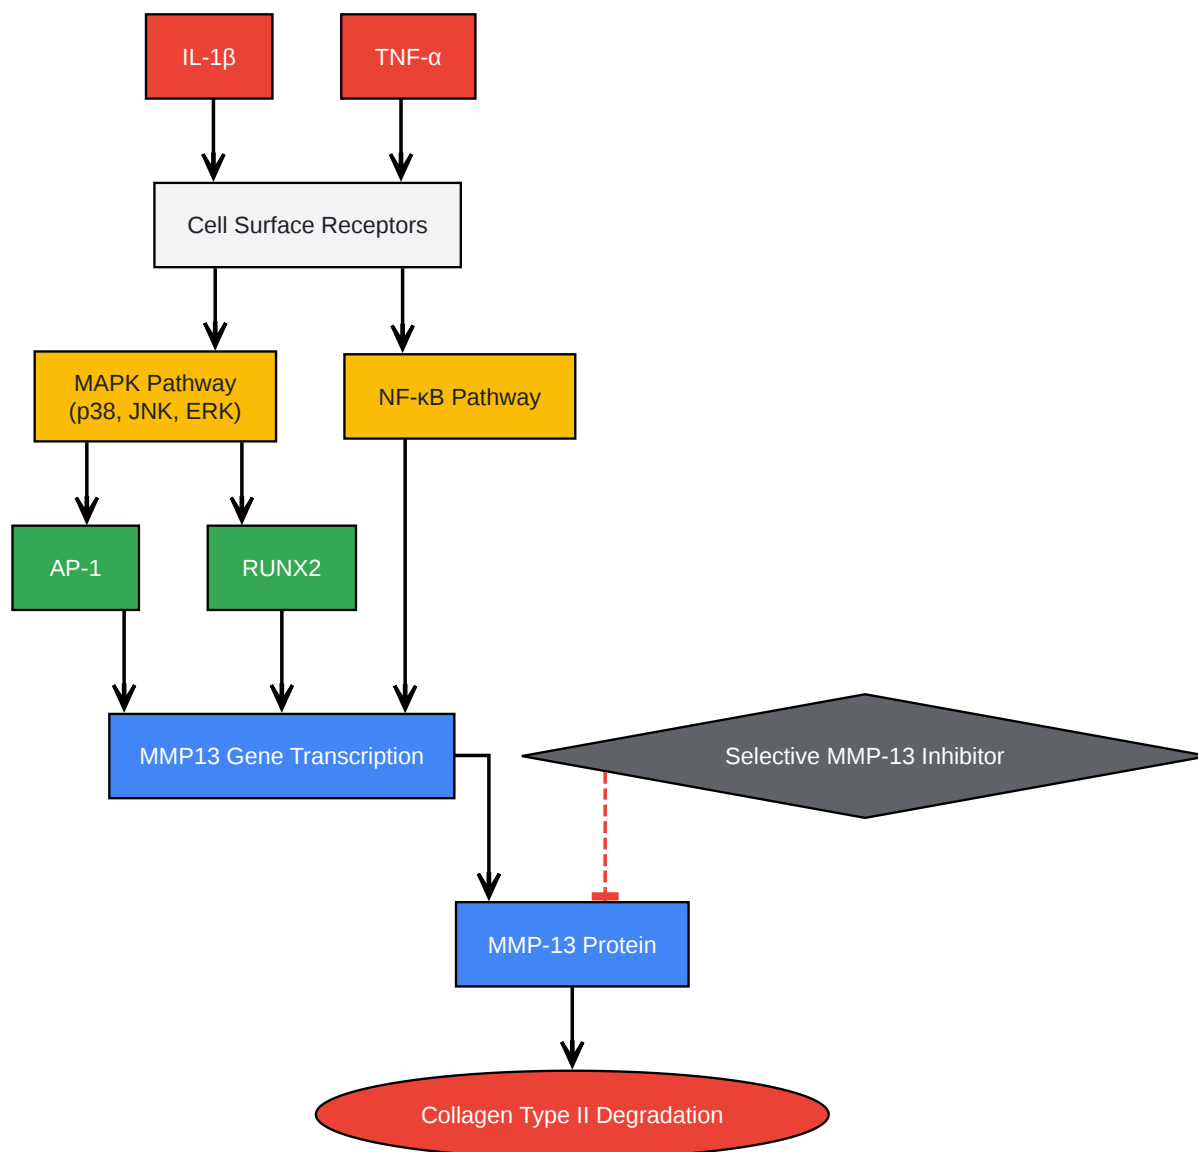 IL-1β
TNF-α
Cell Surface Receptors
MAPK Pathway
(p38, JNK, ERK)
NF-κB Pathway
AP-1
RUNX2
MMP13 Gene Transcription
Selective MMP-13 Inhibitor
MMP-13 Protein
Collagen Type II Degradation